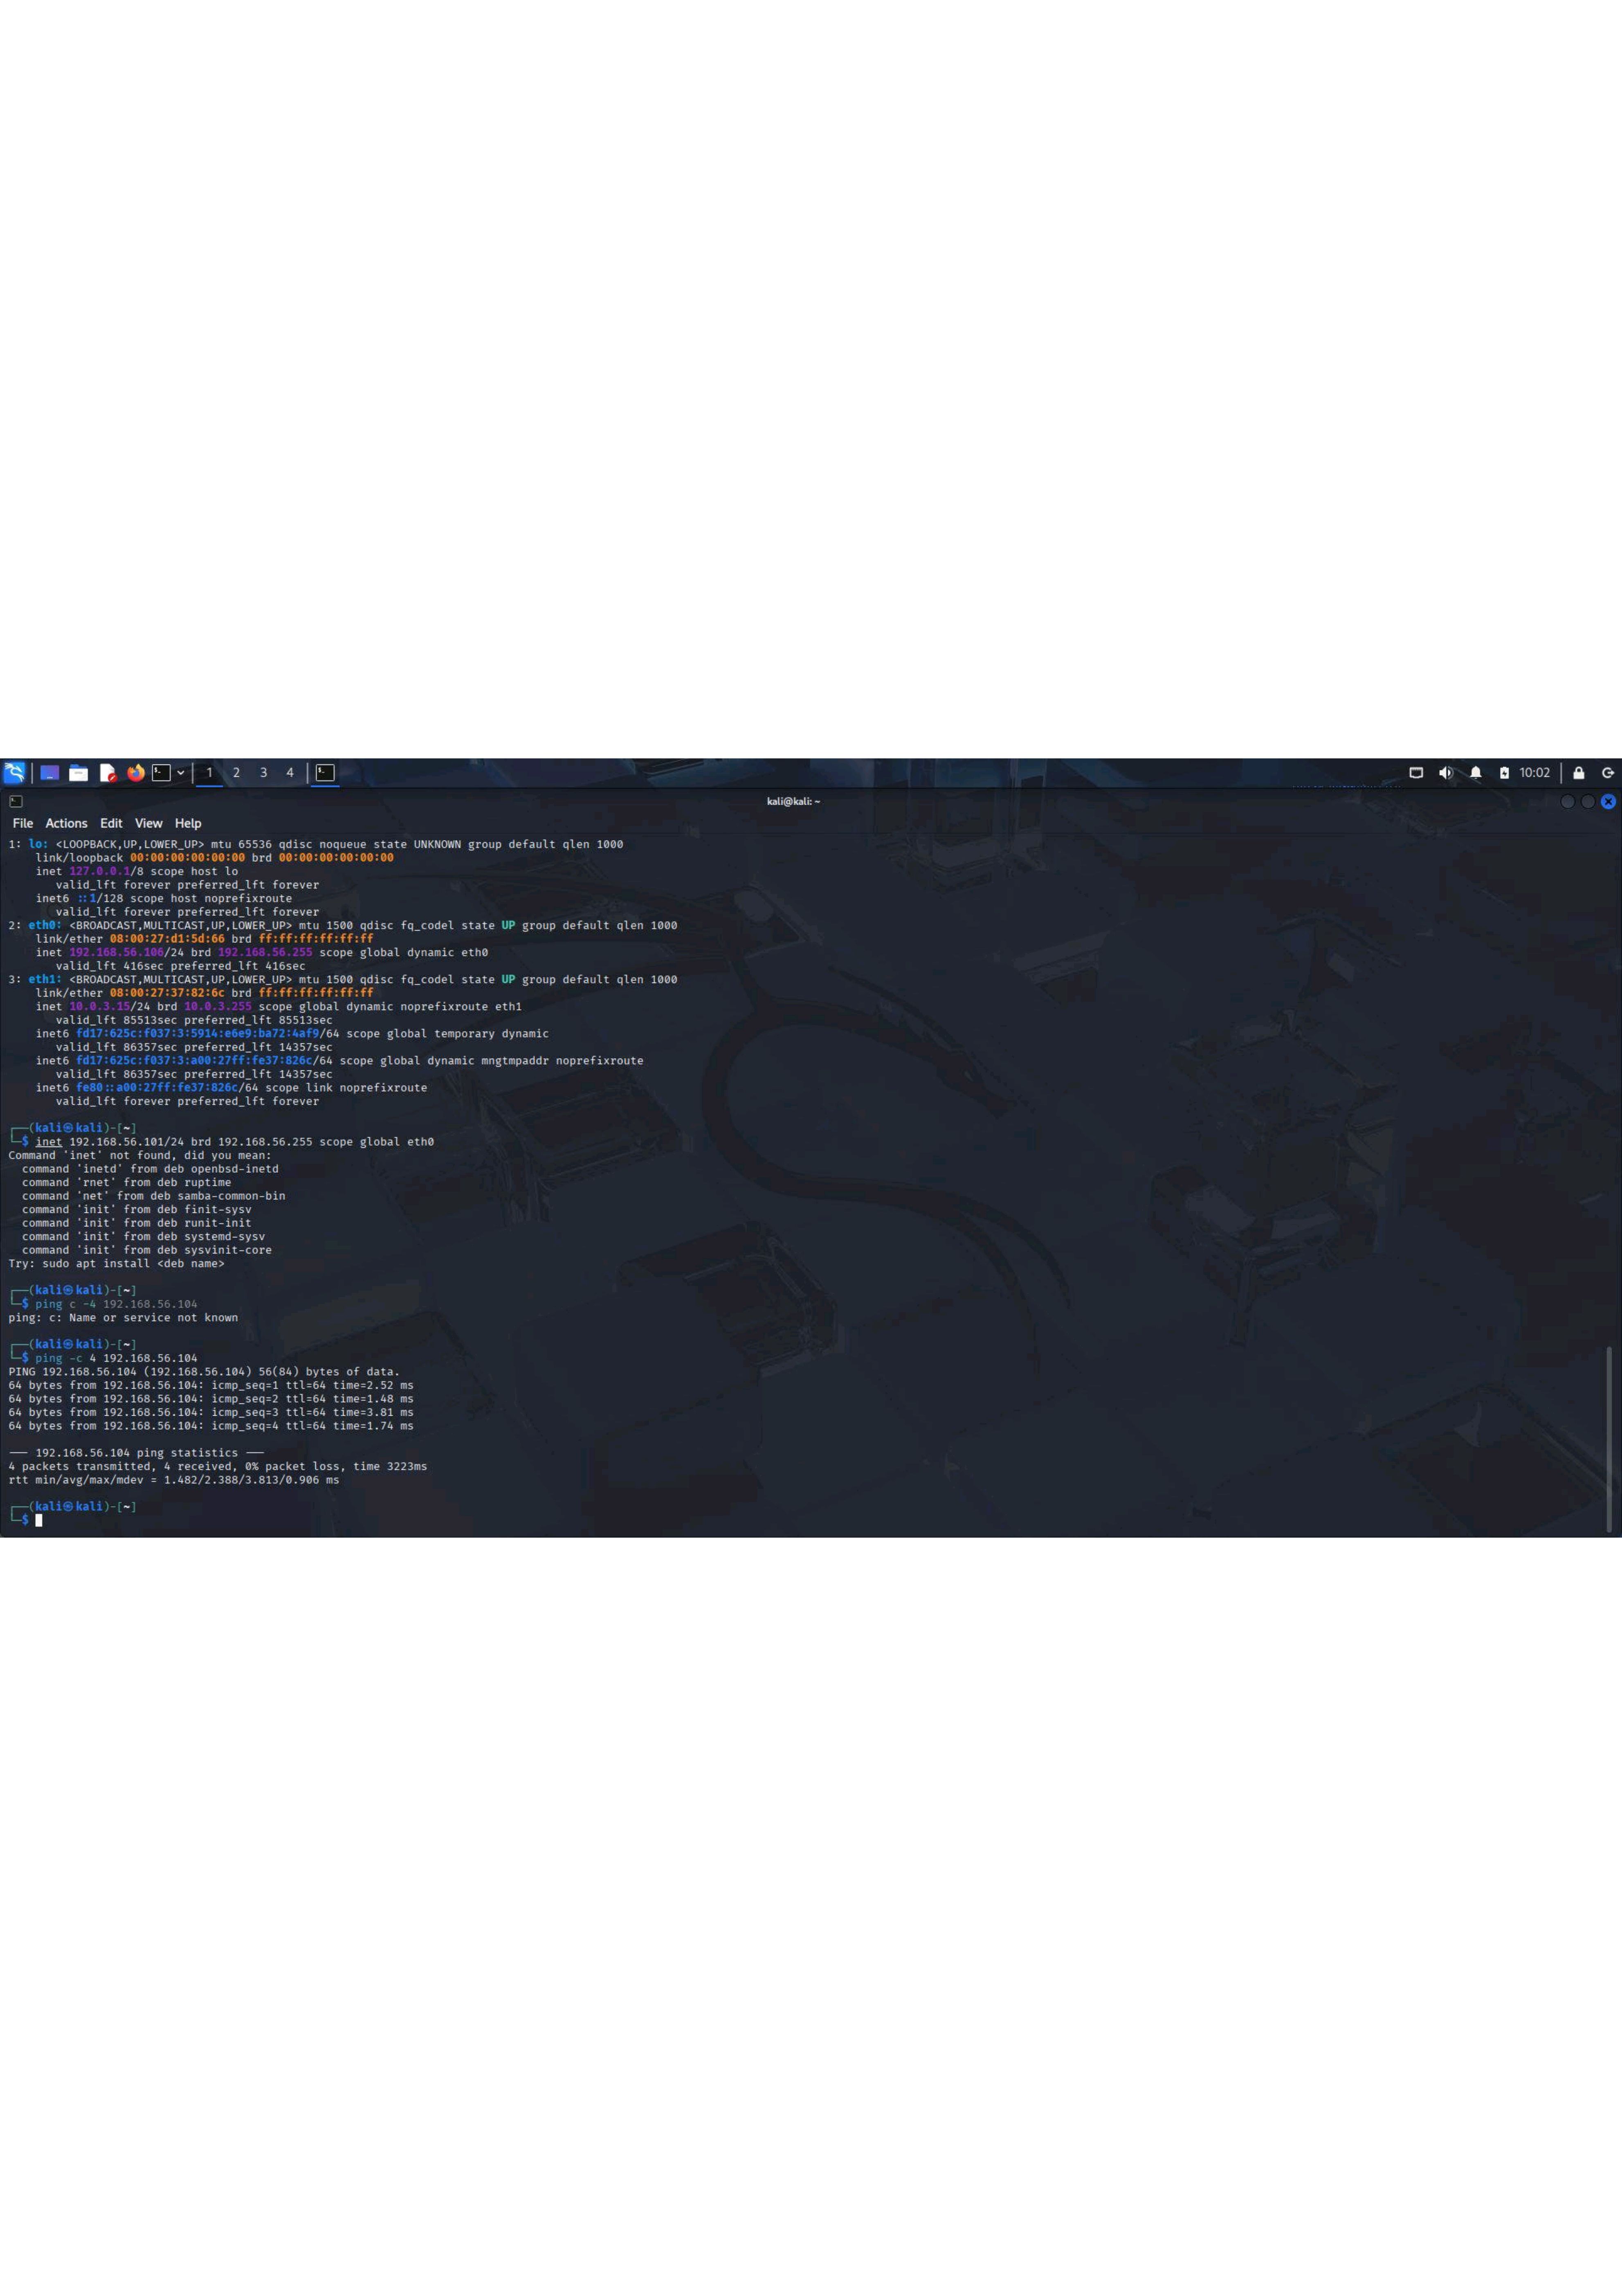 1 2 3 4 10:02
kali@kali: ~
File Actions Edit View Help
1: lo: <LOOPBACK,UP,LOWER_UP> mtu 65536 qdisc noqueue state UNKNOWN group default qlen 1000
link/loopback 00:00:00:00:00:00 brd 00:00:00:00:00:00
inet 127.0.0.1/8 scope host lo
valid_lft forever preferred_lft forever
inet6 ::1/128 scope host noprefixroute
valid_lft forever preferred_lft forever
2: eth0: <BROADCAST,MULTICAST,UP,LOWER_UP> mtu 1500 qdisc fq_codel state UP group default qlen 1000
link/ether 08:00:27:d1:5d:66 brd ff:ff:ff:ff:ff:ff
inet 192.168.56.106/24 brd 192.168.56.255 scope global dynamic eth0
valid_lft 416sec preferred_lft 416sec
3: eth1: <BROADCAST,MULTICAST,UP,LOWER_UP> mtu 1500 qdisc fq_codel state UP group default qlen 1000
link/ether 08:00:27:37:82:6c brd ff:ff:ff:ff:ff:ff
inet 10.0.3.15/24 brd 10.0.3.255 scope global dynamic noprefixroute eth1
valid_lft 85513sec preferred_lft 85513sec
inet6 fd17:625c:f037:3:5914:e6e9:ba72:4af9/64 scope global temporary dynamic
valid_lft 86357sec preferred_lft 14357sec
inet6 fd17:625c:f037:3:a00:27ff:fe37:826c/64 scope global dynamic mngtmpaddr noprefixroute
valid_lft 86357sec preferred_lft 14357sec
inet6 fe80::a00:27ff:fe37:826c/64 scope link noprefixroute
valid_lft forever preferred_lft forever
┌──(kali㉿kali)-[~]
└─$ inet 192.168.56.101/24 brd 192.168.56.255 scope global eth0
Command 'inet' not found, did you mean:
command 'inetd' from deb openbsd-inetd
command 'rnet' from deb ruptime
command 'net' from deb samba-common-bin
command 'init' from deb finit-sysv
command 'init' from deb runit-init
command 'init' from deb systemd-sysv
command 'init' from deb sysvinit-core
Try: sudo apt install <deb name>
┌──(kali㉿kali)-[~]
└─$ ping c -4 192.168.56.104
ping: c: Name or service not known
┌──(kali㉿kali)-[~]
└─$ ping -c 4 192.168.56.104
PING 192.168.56.104 (192.168.56.104) 56(84) bytes of data.
64 bytes from 192.168.56.104: icmp_seq=1 ttl=64 time=2.52 ms
64 bytes from 192.168.56.104: icmp_seq=2 ttl=64 time=1.48 ms
64 bytes from 192.168.56.104: icmp_seq=3 ttl=64 time=3.81 ms
64 bytes from 192.168.56.104: icmp_seq=4 ttl=64 time=1.74 ms
--- 192.168.56.104 ping statistics ---
4 packets transmitted, 4 received, 0% packet loss, time 3223ms
rtt min/avg/max/mdev = 1.482/2.388/3.813/0.906 ms
┌──(kali㉿kali)-[~]
└─$